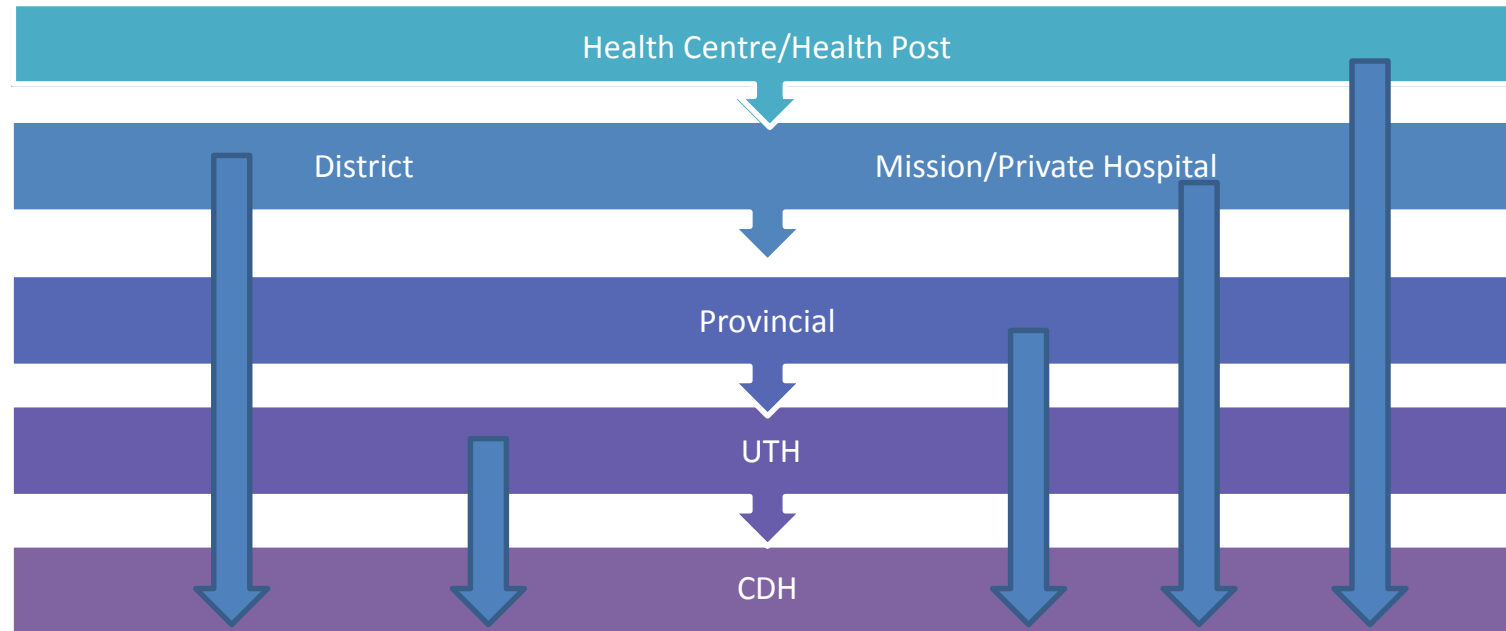 Health Centre/Health Post
District
Mission/Private Hospital
Provincial
UTH
CDH